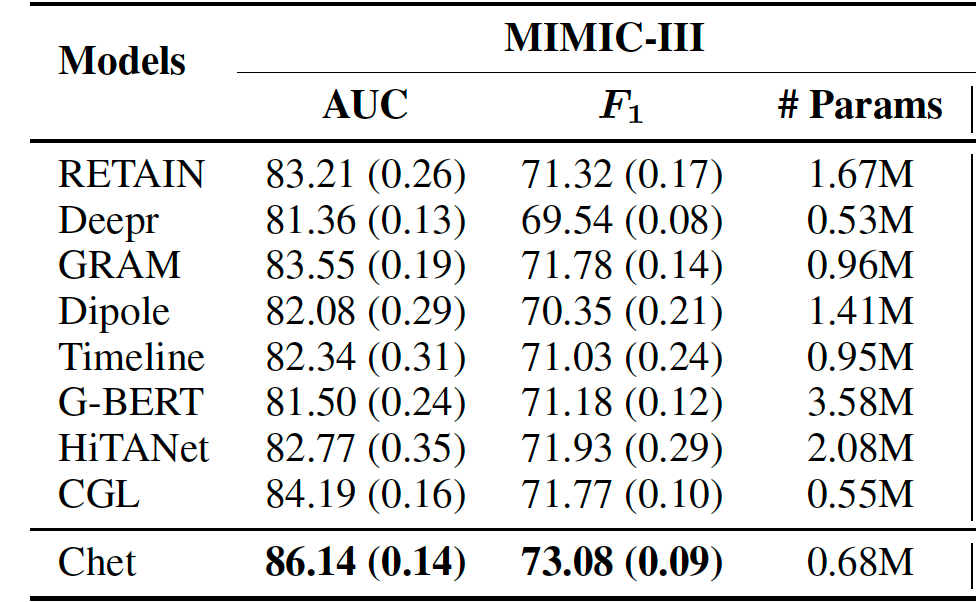 Models MIMIC-III
AUC F1 # Params
RETAIN 83.21 (0.26) 71.32 (0.17) 1.67M
Deepr 81.36 (0.13) 69.54 (0.08) 0.53M
GRAM 83.55 (0.19) 71.78 (0.14) 0.96M
Dipole 82.08 (0.29) 70.35 (0.21) 1.41M
Timeline 82.34 (0.31) 71.03 (0.24) 0.95M
G-BERT 81.50 (0.24) 71.18 (0.12) 3.58M
HiTANet 82.77 (0.35) 71.93 (0.29) 2.08M
CGL 84.19 (0.16) 71.77 (0.10) 0.55M
Chet 86.14 (0.14) 73.08 (0.09) 0.68M